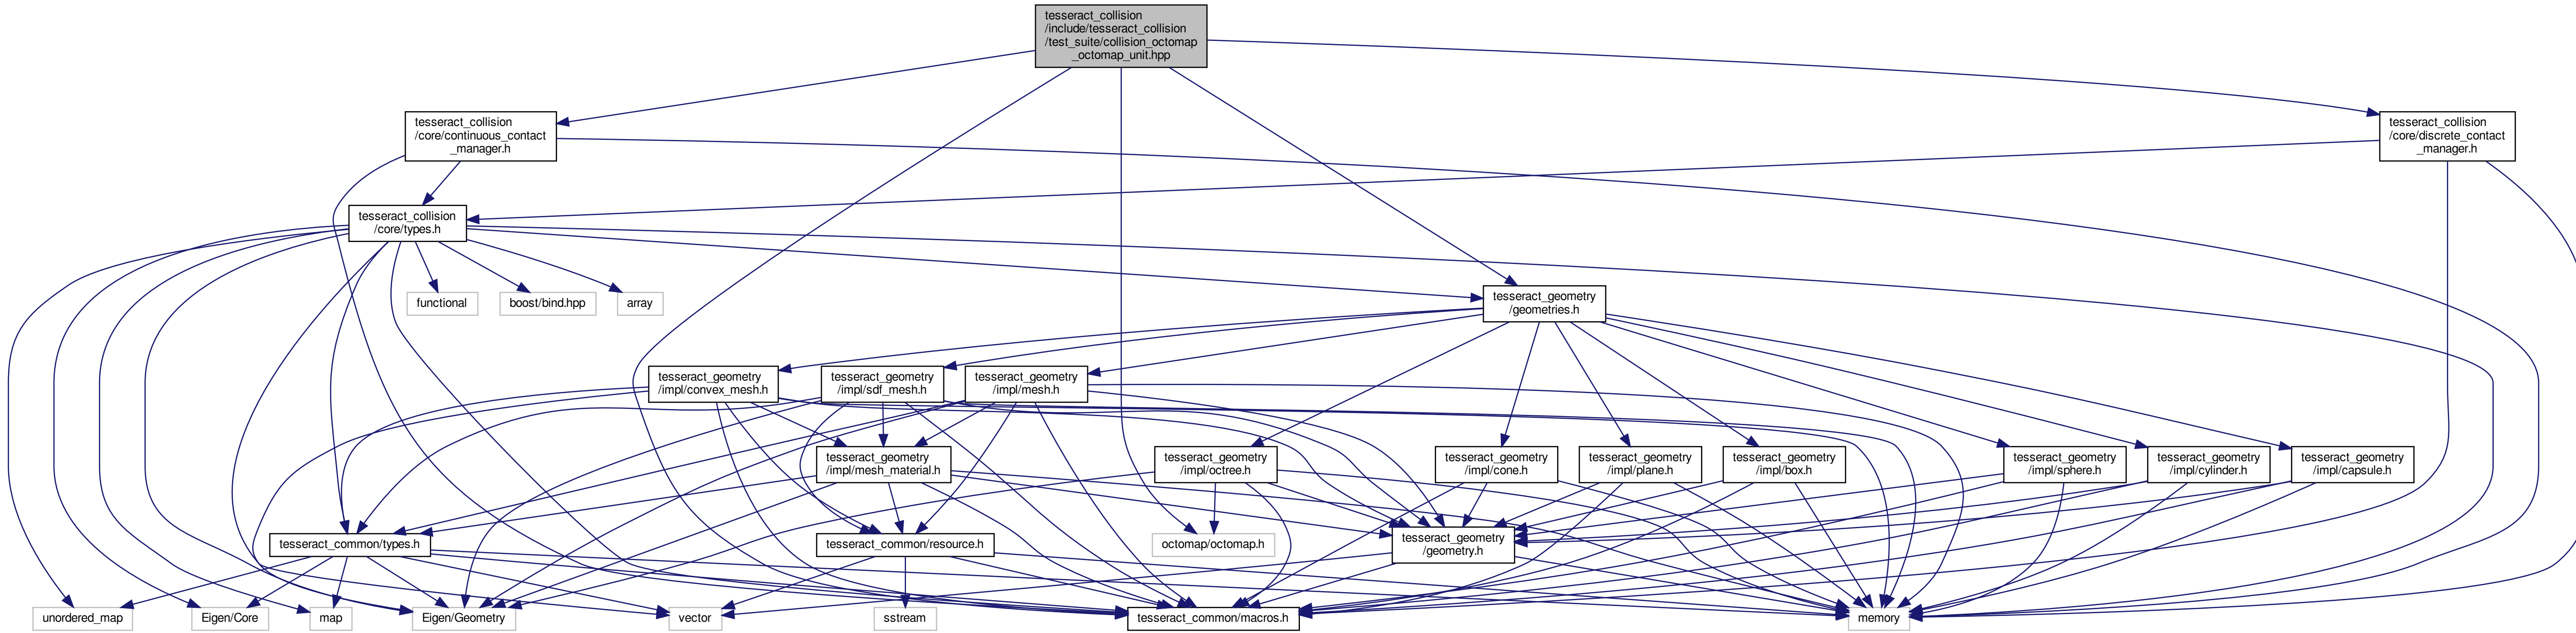 tesseract_collision
/include/tesseract_collision
/test_suite/collision_octomap
_octomap_unit.hpp
tesseract_collision
/core/continuous_contact
_manager.h
tesseract_collision
/core/discrete_contact
_manager.h
tesseract_collision
/core/types.h
functional
boost/bind.hpp
array
tesseract_geometry
/geometries.h
tesseract_geometry
/impl/convex_mesh.h
tesseract_geometry
/impl/sdf_mesh.h
tesseract_geometry
/impl/mesh.h
tesseract_geometry
/impl/mesh_material.h
tesseract_geometry
/impl/octree.h
tesseract_geometry
/impl/cone.h
tesseract_geometry
/impl/plane.h
tesseract_geometry
/impl/box.h
tesseract_geometry
/impl/sphere.h
tesseract_geometry
/impl/cylinder.h
tesseract_geometry
/impl/capsule.h
tesseract_common/types.h
tesseract_common/resource.h
octomap/octomap.h
tesseract_geometry
/geometry.h
unordered_map
Eigen/Core
map
Eigen/Geometry
vector
sstream
tesseract_common/macros.h
memory